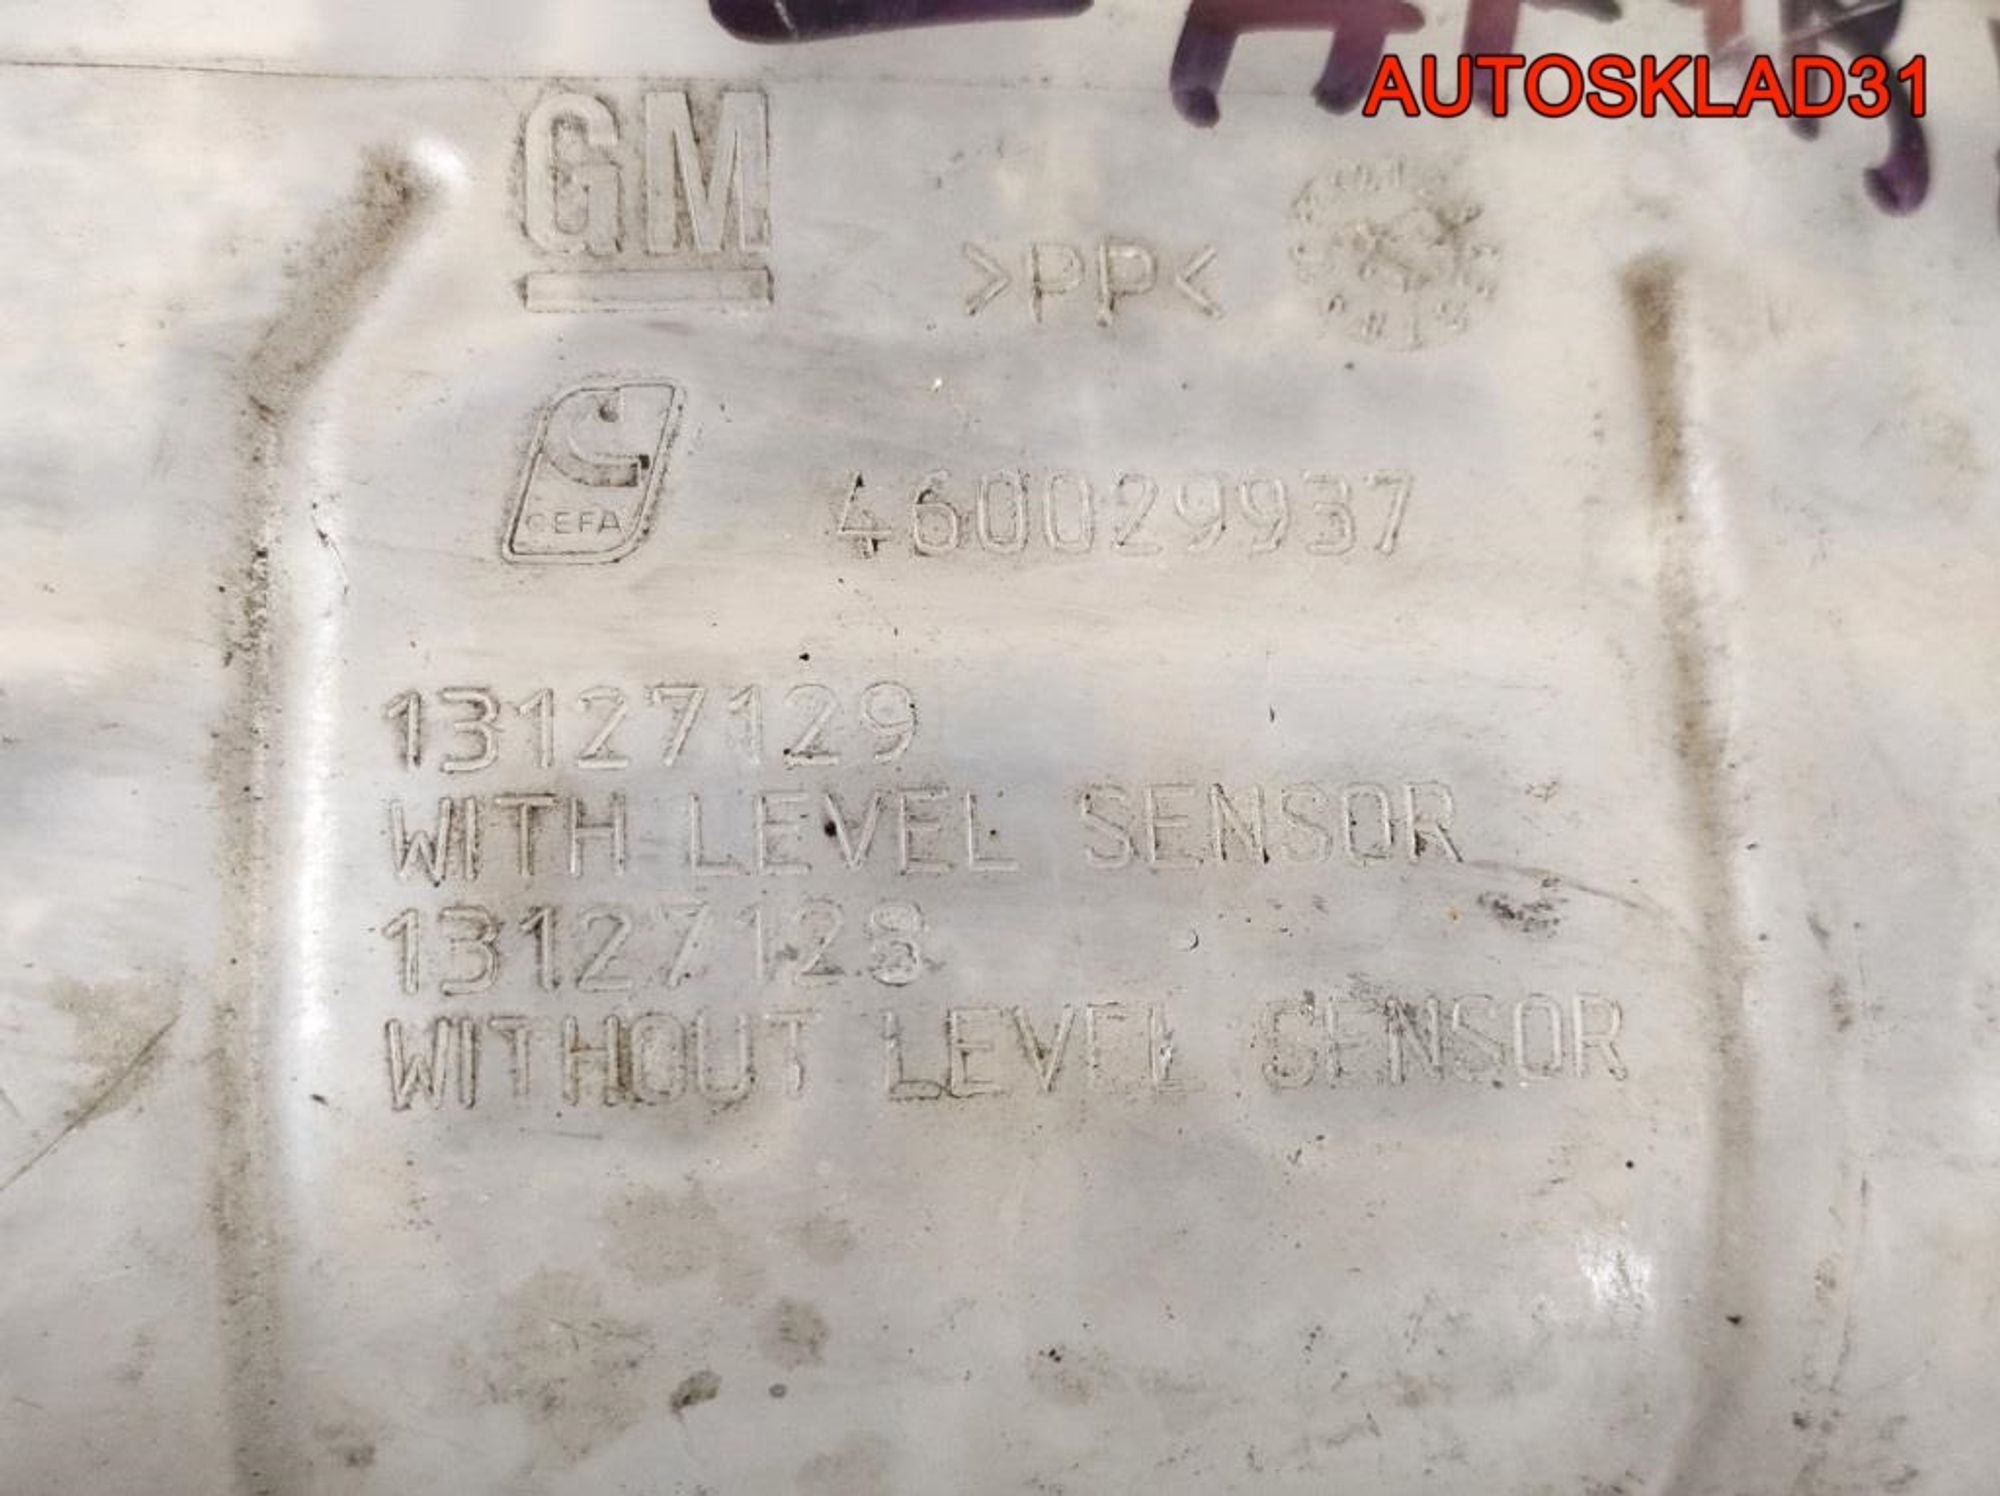 AUTOSKLAD31
GM
>PP<
CEFA
460029937
13127129
WITH LEVEL SENSOR
13127128
WITHOUT LEVEL SENSOR